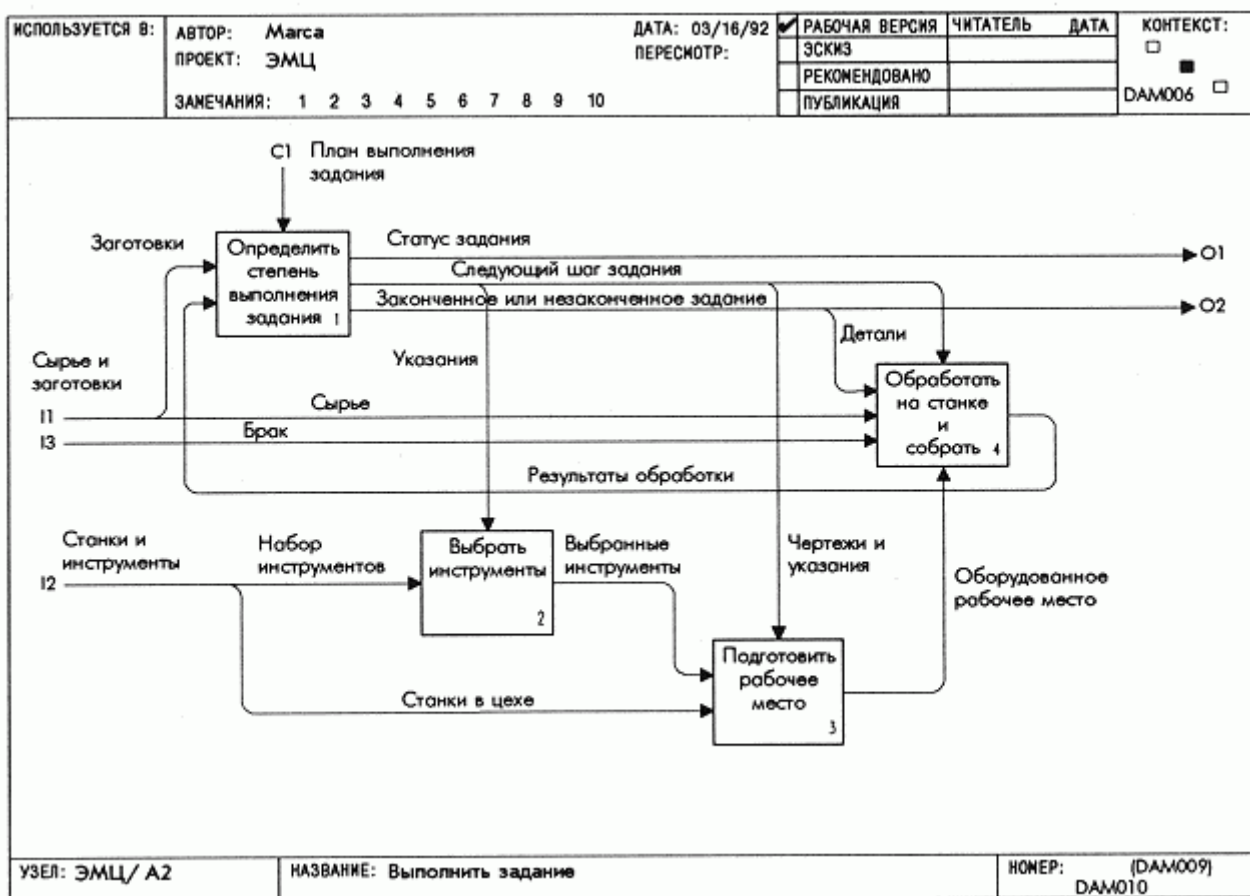 ИСПОЛЬЗУЕТСЯ В:
АВТОР: Marca
ДАТА: 03/16/92
ПРОЕКТ: ЭМЦ
ПЕРЕСМОТР:
ЗАМЕЧАНИЯ: 1 2 3 4 5 6 7 8 9 10
РАБОЧАЯ ВЕРСИЯ
ЭСКИЗ
РЕКОМЕНДОВАНО
ПУБЛИКАЦИЯ
ЧИТАТЕЛЬ ДАТА
КОНТЕКСТ:
DAM006
C1 План выполнения
задания
Заготовки
Определить
степень
выполнения
задания 1
Статус задания
O1
Следующий шаг задания
Законченное или незаконченное задание
O2
Детали
Указания
Сырье и
заготовки
I1
Сырье
I3
Брак
Обработать
на станке
и
собрать 4
Результаты обработки
Станки и
инструменты
I2
Набор
инструментов
Выбрать
инструменты
2
Выбранные
инструменты
Чертежи и
указания
Оборудованное
рабочее место
Станки в цехе
Подготовить
рабочее
место
3
УЗЕЛ: ЭМЦ/ A2
НАЗВАНИЕ: Выполнить задание
НОМЕР: (DAM009)
DAM010